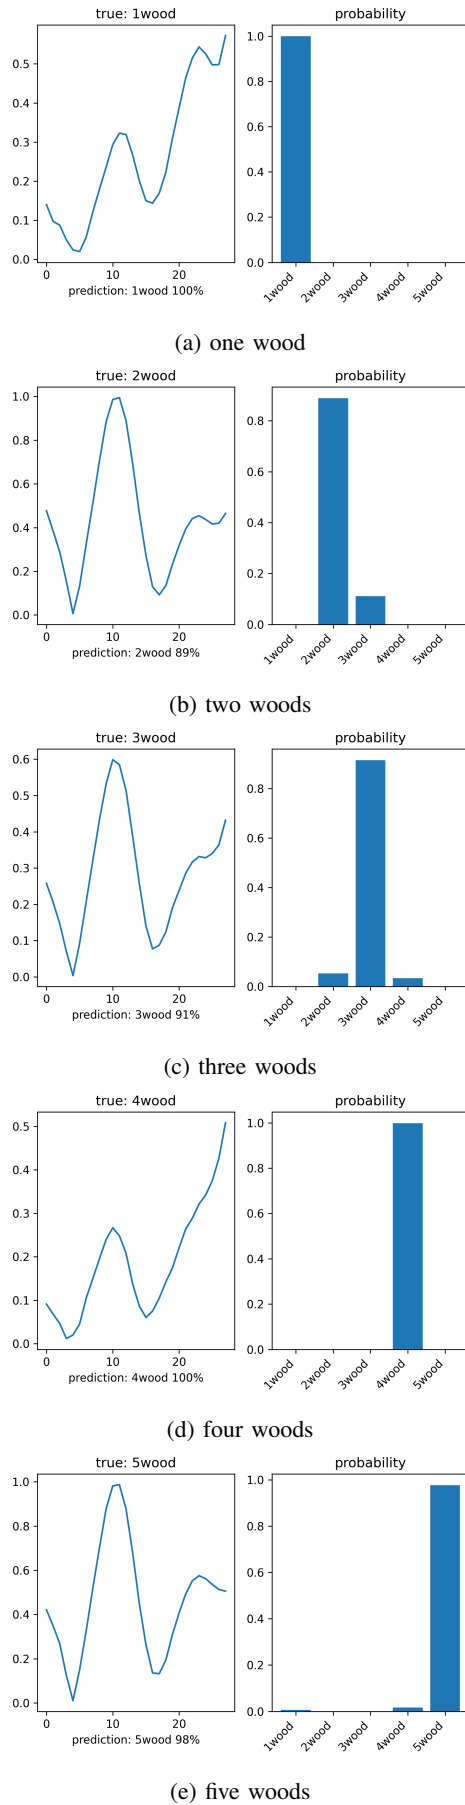 true: 1wood
probability
0.5
0.4
0.3
0.2
0.1
0.0
0
10
20
prediction: 1wood 100%
1.0
0.8
0.6
0.4
0.2
0.0
1wood
2wood
3wood
4wood
5wood
(a) one wood
true: 2wood
probability
1.0
0.8
0.6
0.4
0.2
0.0
0
10
20
prediction: 2wood 89%
0.8
0.6
0.4
0.2
0.0
1wood
2wood
3wood
4wood
5wood
(b) two woods
true: 3wood
probability
0.6
0.5
0.4
0.3
0.2
0.1
0.0
0
10
20
prediction: 3wood 91%
0.8
0.6
0.4
0.2
0.0
1wood
2wood
3wood
4wood
5wood
(c) three woods
true: 4wood
probability
0.5
0.4
0.3
0.2
0.1
0.0
0
10
20
prediction: 4wood 100%
1.0
0.8
0.6
0.4
0.2
0.0
1wood
2wood
3wood
4wood
5wood
(d) four woods
true: 5wood
probability
1.0
0.8
0.6
0.4
0.2
0.0
0
10
20
prediction: 5wood 98%
1.0
0.8
0.6
0.4
0.2
0.0
1wood
2wood
3wood
4wood
5wood
(e) five woods